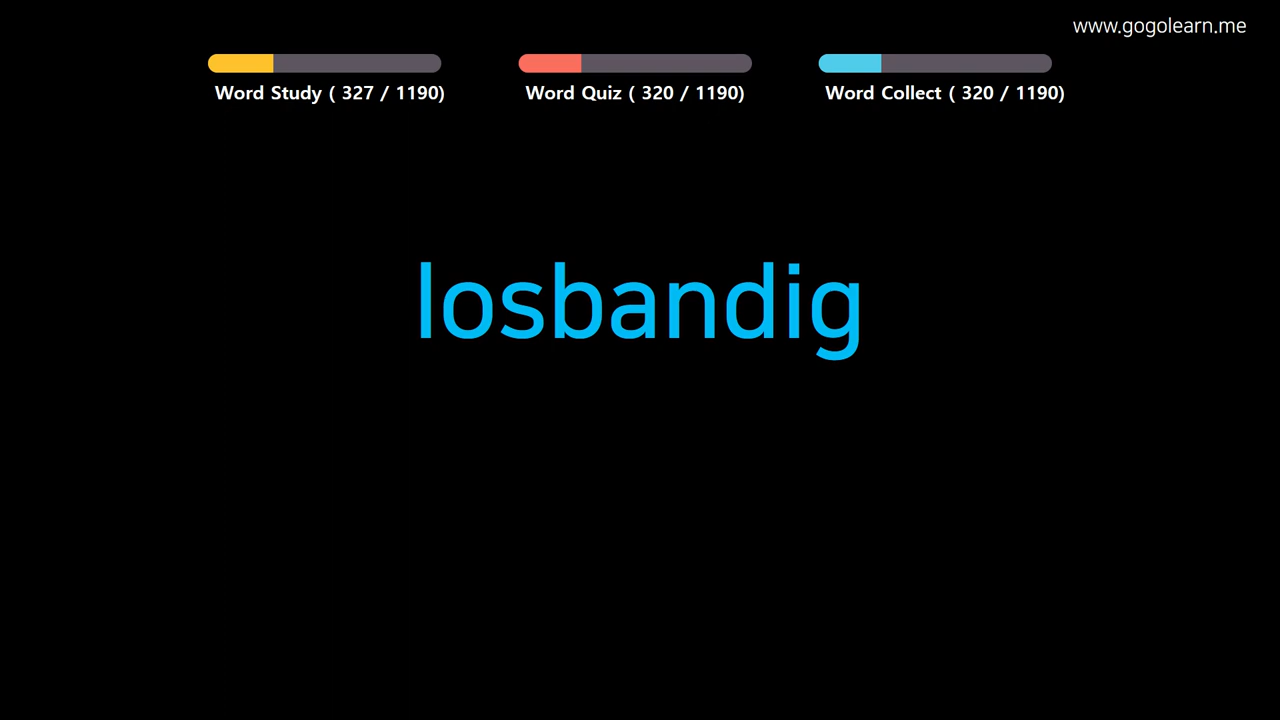 www.gogolearn.me
Word Study ( 327 / 1190)
Word Quiz ( 320 / 1190)
Word Collect ( 320 / 1190)
losbandig